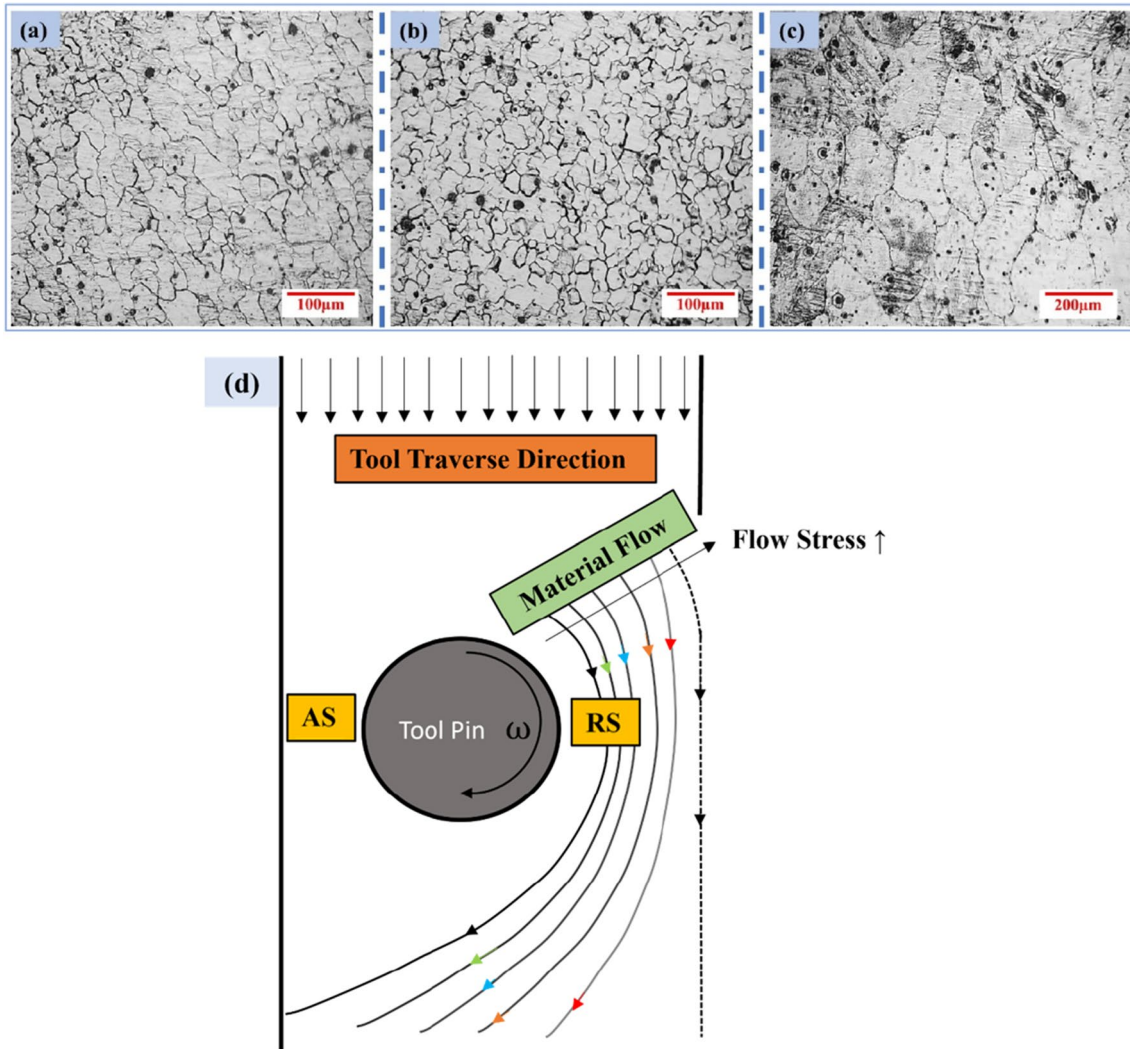 (a)
(b)
(c)
100μm
100μm
200μm
(d)
Tool Traverse Direction
Material Flow
Flow Stress ↑
AS
Tool Pin
ω
RS